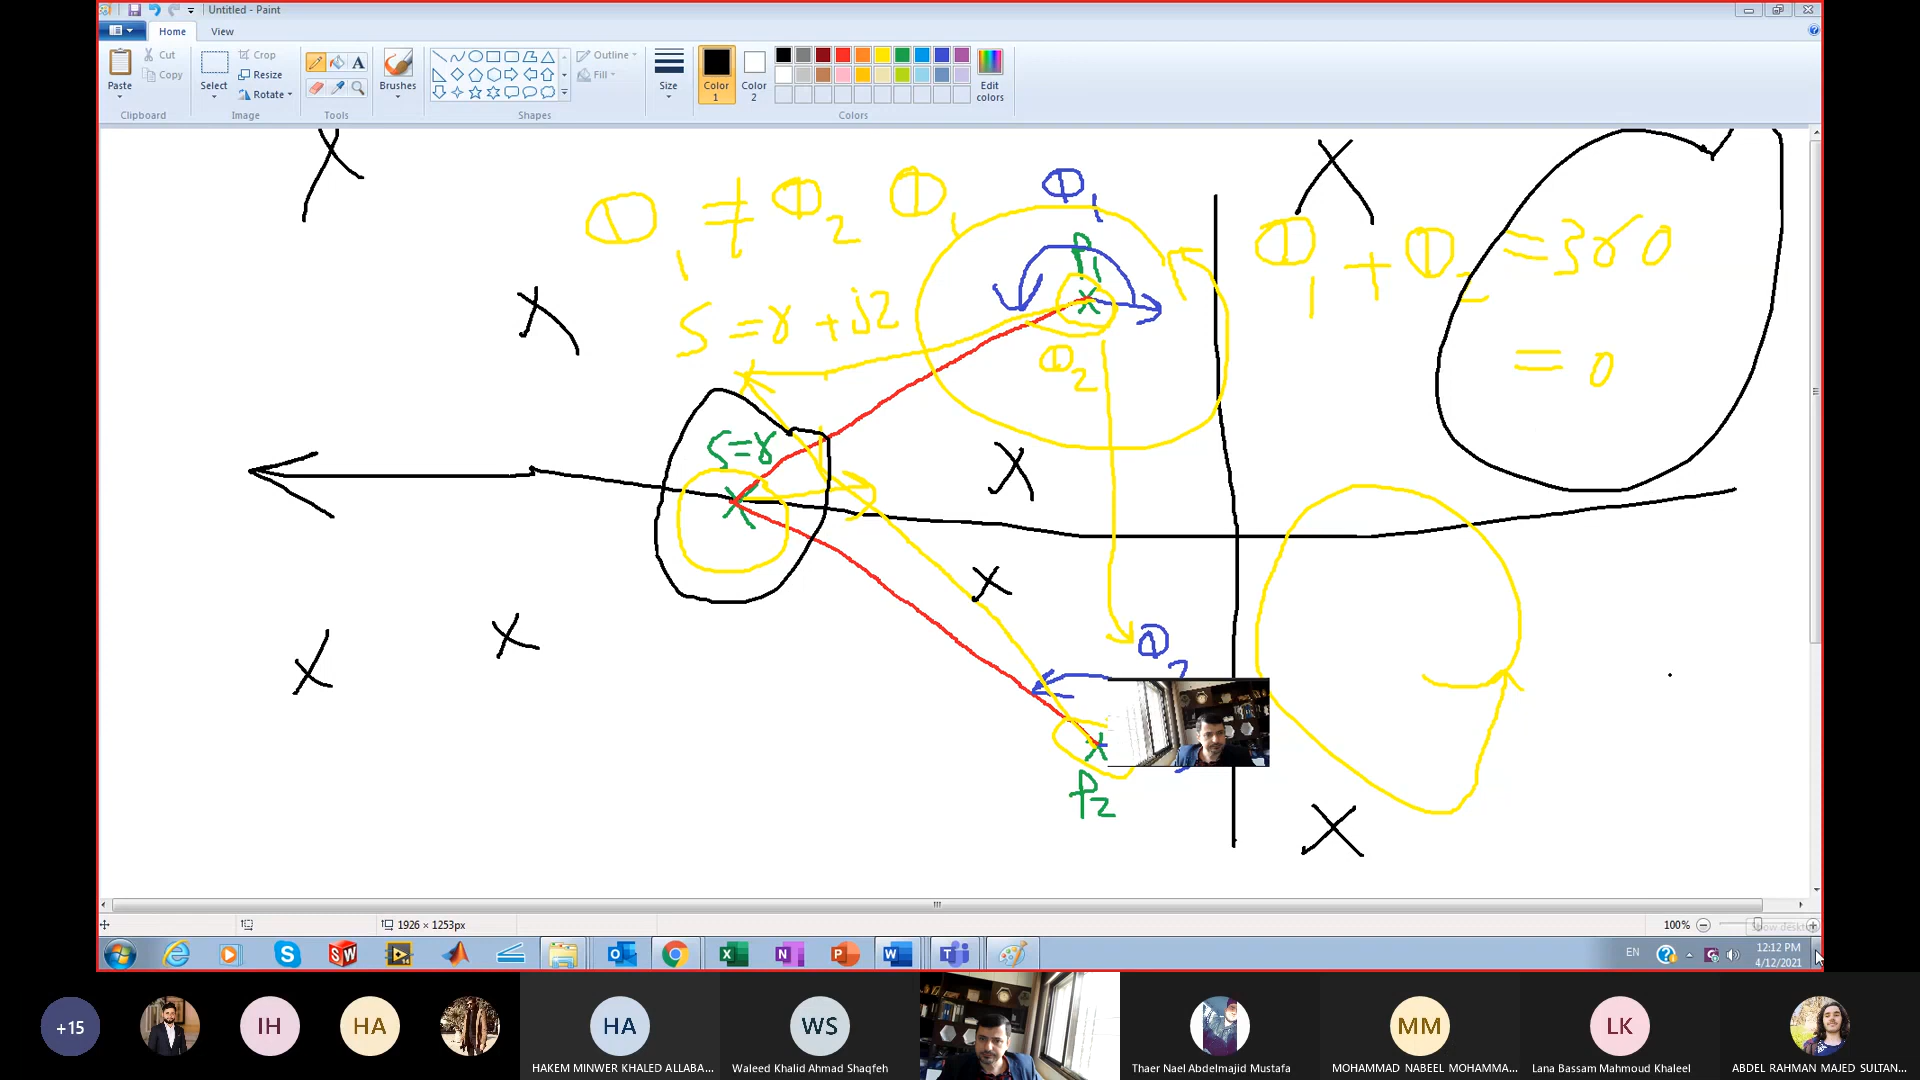 Untitled - Paint
Home
View
Paste
Cut
Copy
Clipboard
Select
Crop
Resize
Rotate
Image
Tools
Brushes
Outline
Fill
Shapes
Size
Color 1
Color 2
Edit colors
Colors
Φ1 ≠ Φ2
Φ1
Φ1
P1
Φ1 + Φ2 = 360
= 0
S = γ + j2
Φ2
S = γ
Φ2
P2
1926 × 1253px
100%
Show desktop
EN
12:12 PM
4/12/2021
+15
IH
HA
HA
HAKEM MINWER KHALED ALLABA...
WS
Waleed Khalid Ahmad Shaqfeh
Thaer Nael Abdelmajid Mustafa
MM
MOHAMMAD NABEEL MOHAMMA...
LK
Lana Bassam Mahmoud Khaleel
ABDEL RAHMAN MAJED SULTAN...